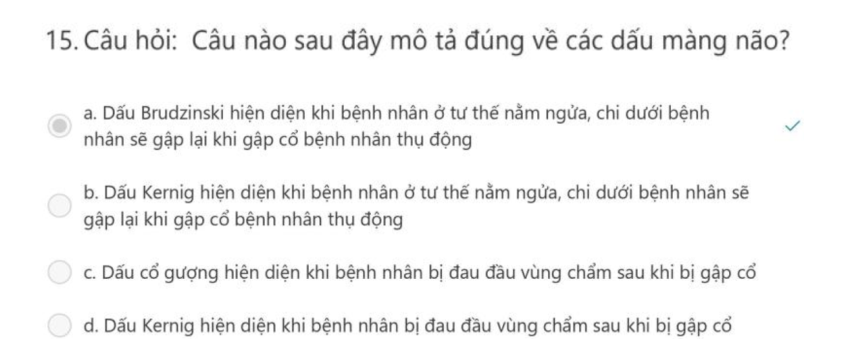 15. Câu hỏi: Câu nào sau đây mô tả đúng về các dấu màng não?
a. Dấu Brudzinski hiện diện khi bệnh nhân ở tư thế nằm ngửa, chi dưới bệnh
nhân sẽ gập lại khi gập cổ bệnh nhân thụ động
b. Dấu Kernig hiện diện khi bệnh nhân ở tư thế nằm ngửa, chi dưới bệnh nhân sẽ
gập lại khi gập cổ bệnh nhân thụ động
c. Dấu cổ gượng hiện diện khi bệnh nhân bị đau đầu vùng chẩm sau khi bị gập cổ
d. Dấu Kernig hiện diện khi bệnh nhân bị đau đầu vùng chẩm sau khi bị gập cổ